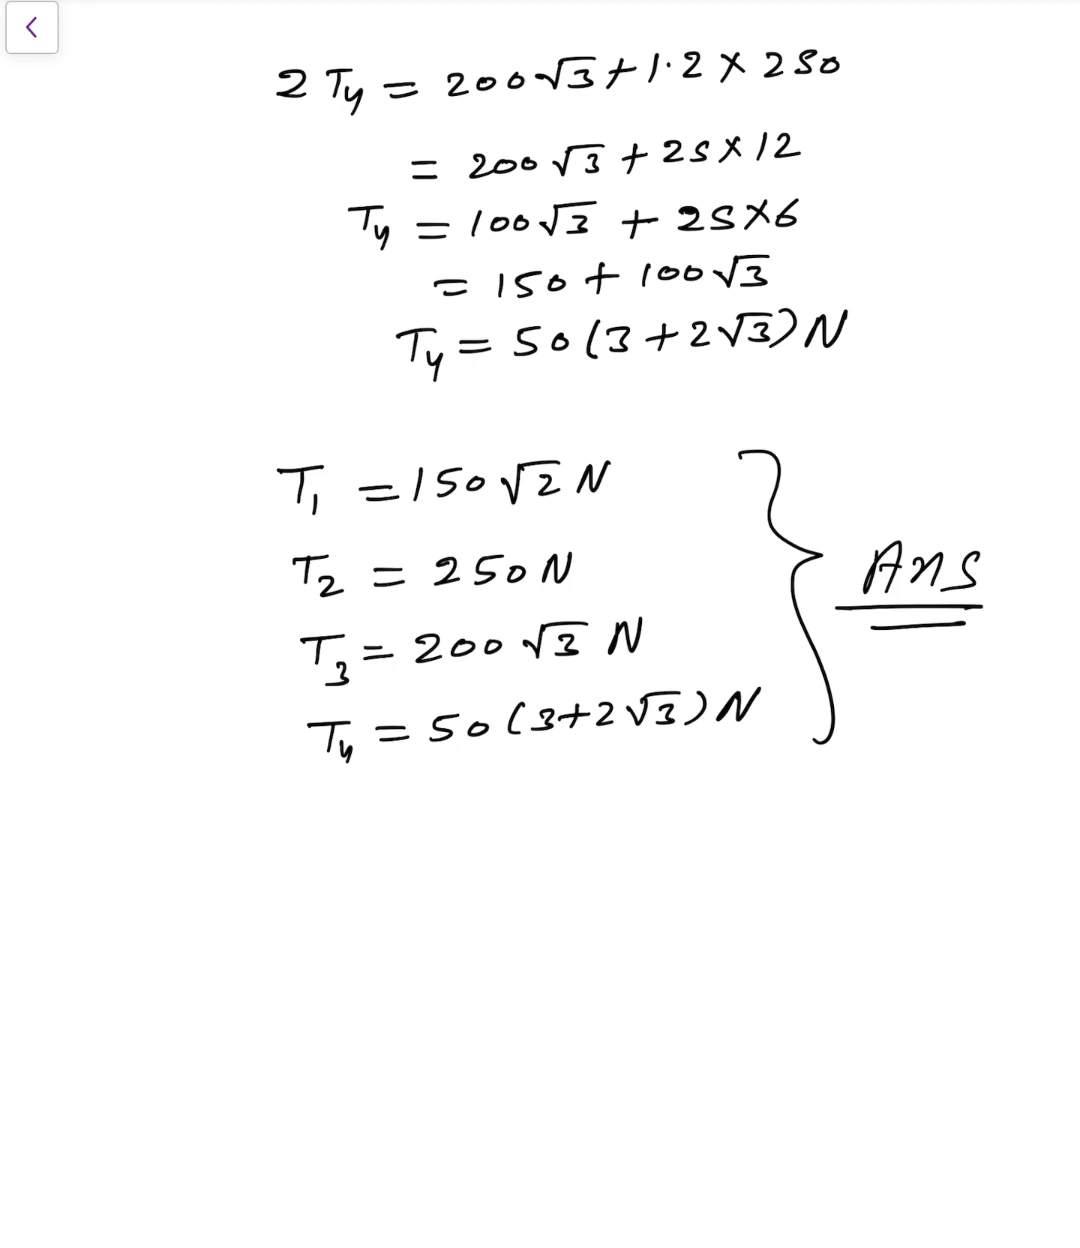 2 T₄ = 200√3 + 1.2 × 250
= 200√3 + 25 × 12
T₄ = 100√3 + 25×6
= 150 + 100√3
T₄ = 50(3+2√3) N
T₁ = 150√2 N
T₂ = 250 N
T₃ = 200√3 N
T₄ = 50(3+2√3) N
Ans